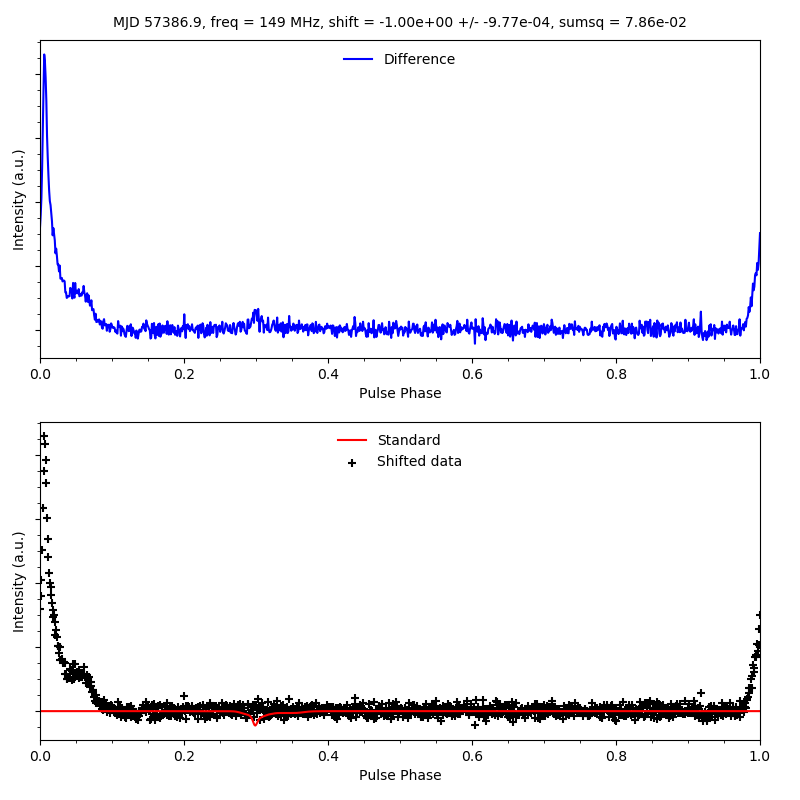 MJD 57386.9, freq = 149 MHz, shift = -1.00e+00 +/- -9.77e-04, sumsq = 7.86e-02
Difference
Intensity (a.u.)
0.0 0.2 0.4 0.6 0.8 1.0
Pulse Phase
Standard
Shifted data
Intensity (a.u.)
0.0 0.2 0.4 0.6 0.8 1.0
Pulse Phase